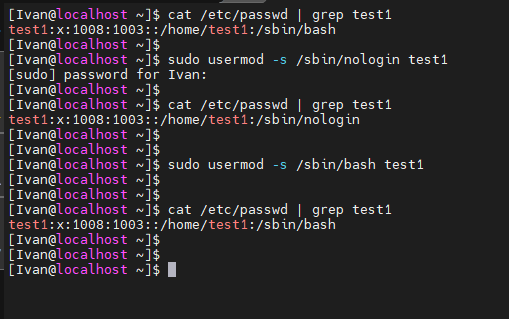 [Ivan@localhost ~]$ cat /etc/passwd | grep test1
test1:x:1008:1003::/home/test1:/sbin/bash
[Ivan@localhost ~]$
[Ivan@localhost ~]$ sudo usermod -s /sbin/nologin test1
[sudo] password for Ivan:
[Ivan@localhost ~]$
[Ivan@localhost ~]$ cat /etc/passwd | grep test1
test1:x:1008:1003::/home/test1:/sbin/nologin
[Ivan@localhost ~]$
[Ivan@localhost ~]$
[Ivan@localhost ~]$ sudo usermod -s /sbin/bash test1
[Ivan@localhost ~]$
[Ivan@localhost ~]$
[Ivan@localhost ~]$ cat /etc/passwd | grep test1
test1:x:1008:1003::/home/test1:/sbin/bash
[Ivan@localhost ~]$
[Ivan@localhost ~]$
[Ivan@localhost ~]$